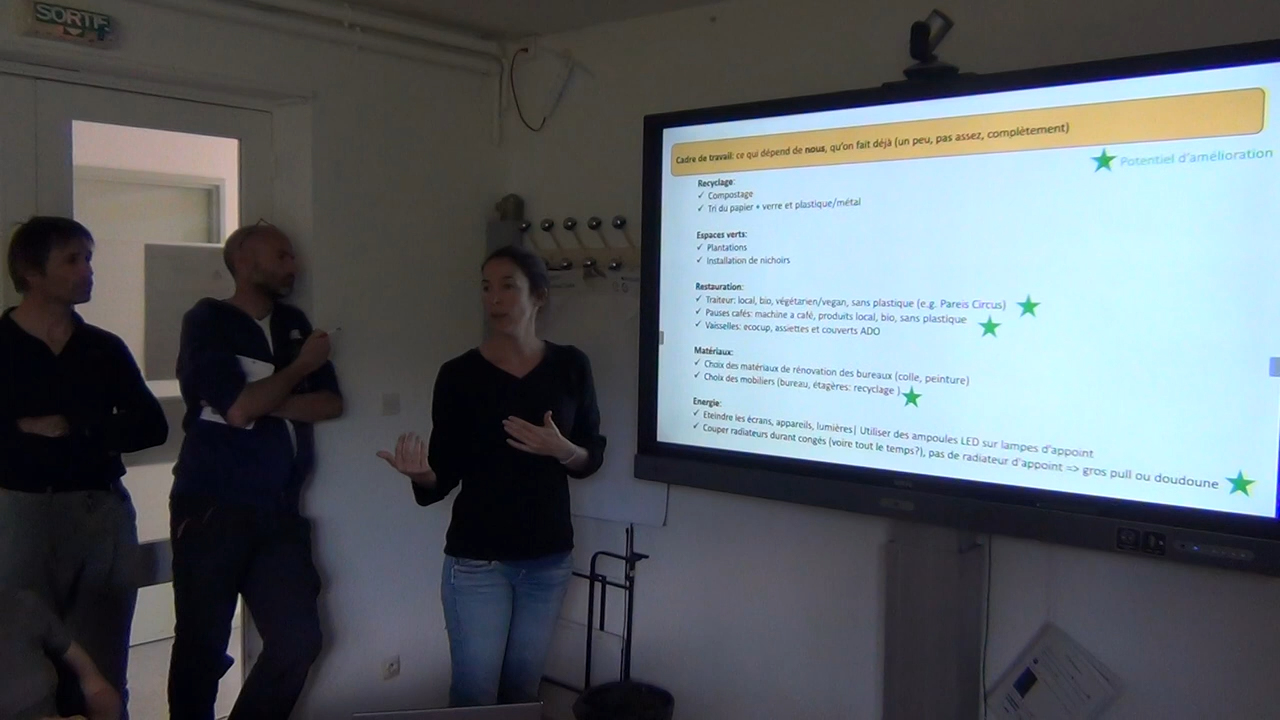 SORTIE
Cadre de travail: ce qui dépend de nous, qu'on fait déjà (un peu, pas assez, complètement)
Potentiel d'amélioration
Recyclage:
✓ Compostage
✓ Tri du papier + verre et plastique/métal
Espaces verts:
✓ Plantations
✓ Installation de nichoirs
Restauration:
✓ Traiteur: local, bio, végétarien/vegan, sans plastique (e.g. Pareis Circus)
✓ Pauses cafés: machine a café, produits local, bio, sans plastique
✓ Vaisselles: ecocup, assiettes et couverts ADO
Matériaux:
✓ Choix des matériaux de rénovation des bureaux (colle, peinture)
✓ Choix des mobiliers (bureau, étagères: recyclage )
Energie:
✓ Eteindre les écrans, appareils, lumières| Utiliser des ampoules LED sur lampes d'appoint
✓ Couper radiateurs durant congés (voire tout le temps?), pas de radiateur d'appoint => gros pull ou doudoune